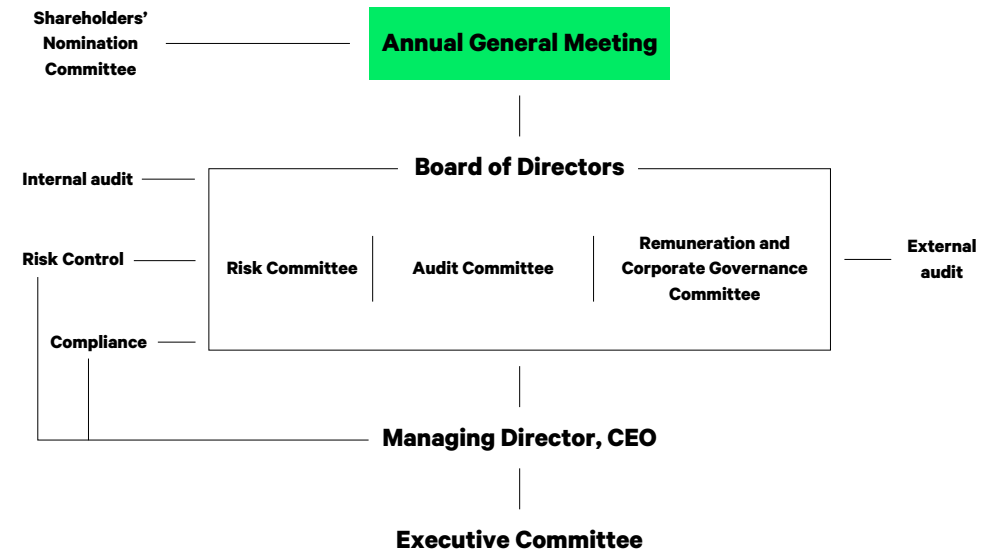 Shareholders’
Nomination
Committee
Annual General Meeting
Board of Directors
Internal audit
Risk Control
Risk Committee
Audit Committee
Remuneration and
Corporate Governance
Committee
External
audit
Compliance
Managing Director, CEO
Executive Committee